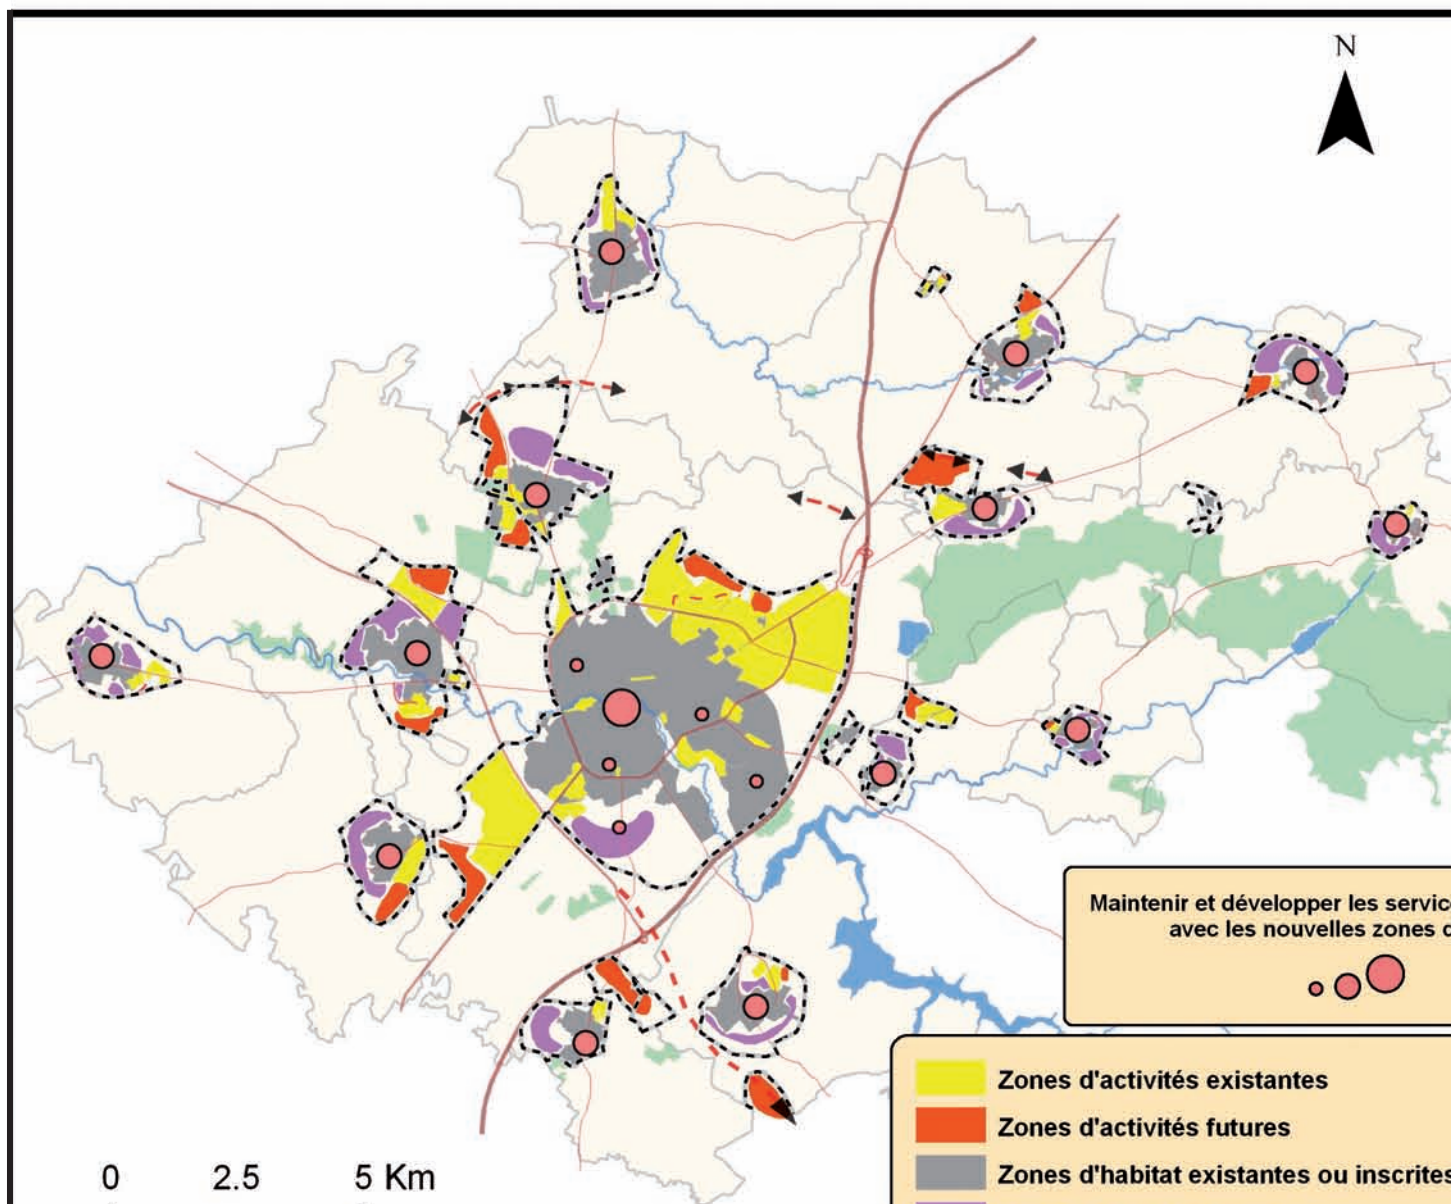 N
Maintenir et développer les servic
avec les nouvelles zones d
Zones d'activités existantes
Zones d'activités futures
Zones d'habitat existantes ou inscrites
0 2.5 5 Km